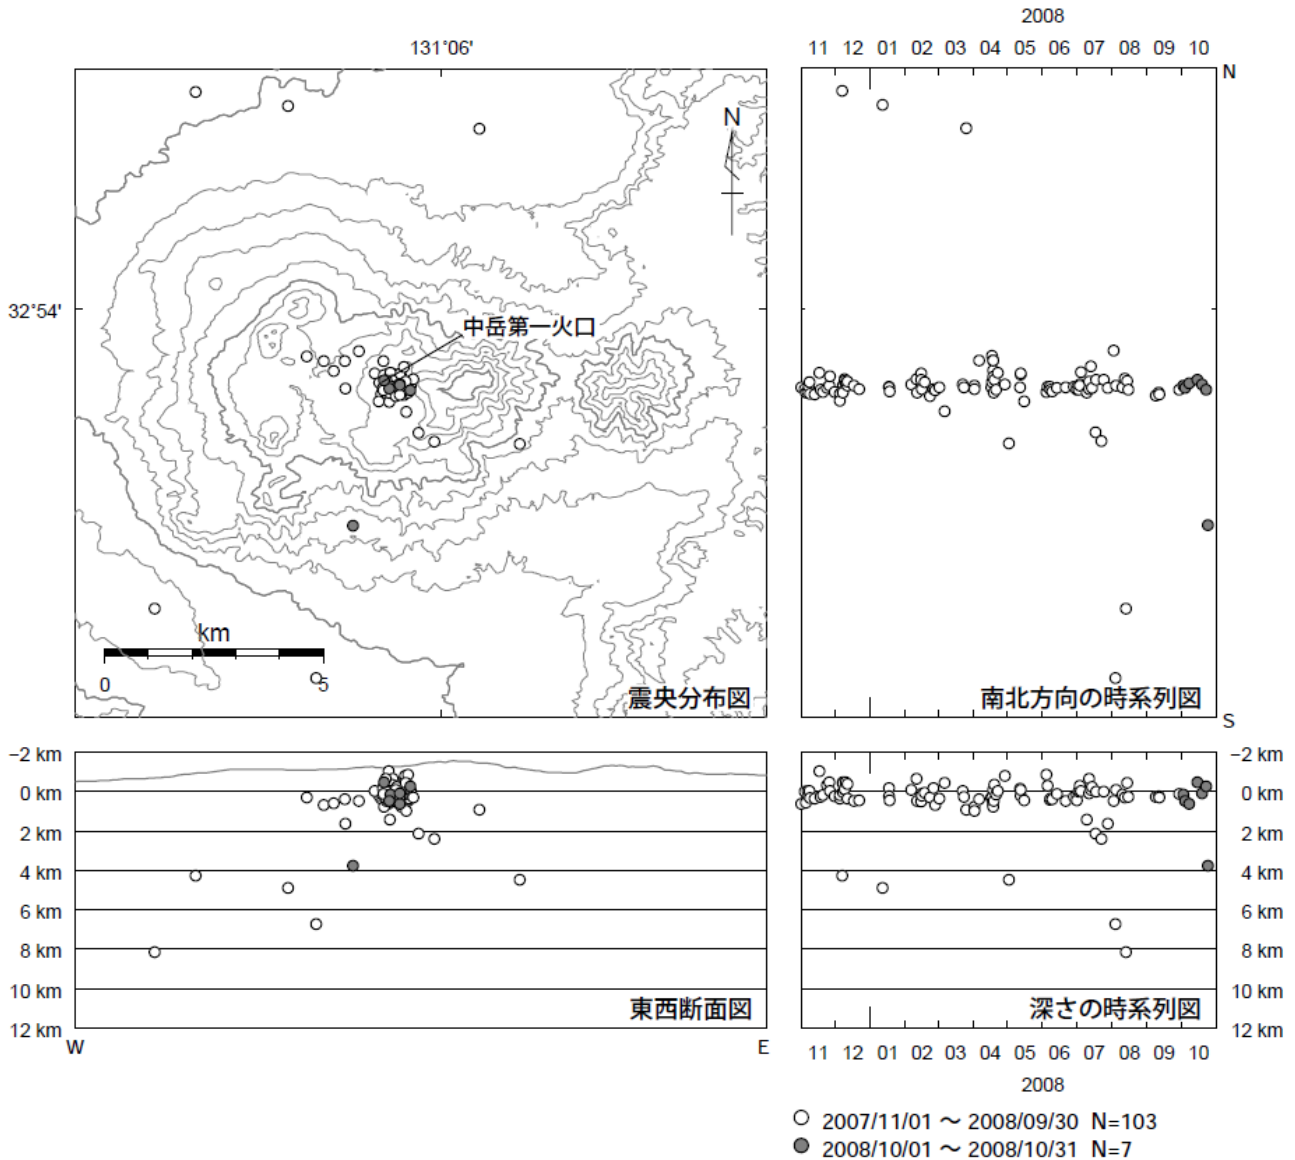 2008
131°06'
11 12 01 02 03 04 05 06 07 08 09 10
N
N
32°54'
中岳第一火口
km
0 5
震央分布図
南北方向の時系列図
S
−2 km
0 km
2 km
4 km
6 km
8 km
10 km
12 km
東西断面図
W E
−2 km
0 km
2 km
4 km
6 km
8 km
10 km
12 km
深さの時系列図
11 12 01 02 03 04 05 06 07 08 09 10
2008
2007/11/01 ～ 2008/09/30 N=103
2008/10/01 ～ 2008/10/31 N=7